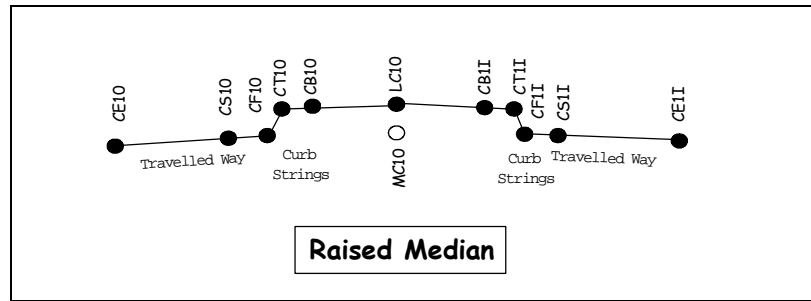 CE10
CS10
CF10
CT10
CB10
LC10
CB1I
CT1I
CF1I
CS1I
CE1I
MC10
Travelled Way
Curb
Strings
Curb
Strings
Travelled Way
Raised Median